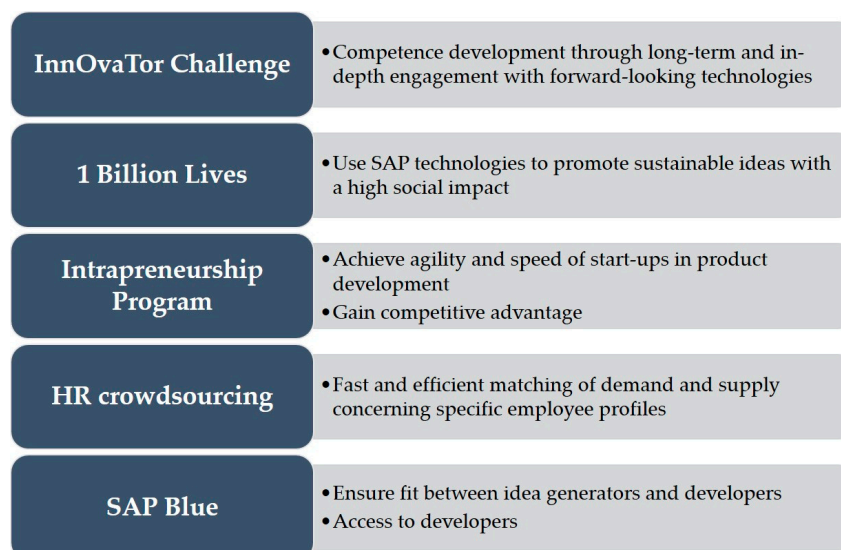 InnOvaTor Challenge
•Competence development through long-term and in-
depth engagement with forward-looking technologies
1 Billion Lives
•Use SAP technologies to promote sustainable ideas with
a high social impact
Intrapreneurship
Program
•Achieve agility and speed of start-ups in product
development
•Gain competitive advantage
HR crowdsourcing
•Fast and efficient matching of demand and supply
concerning specific employee profiles
SAP Blue
•Ensure fit between idea generators and developers
•Access to developers